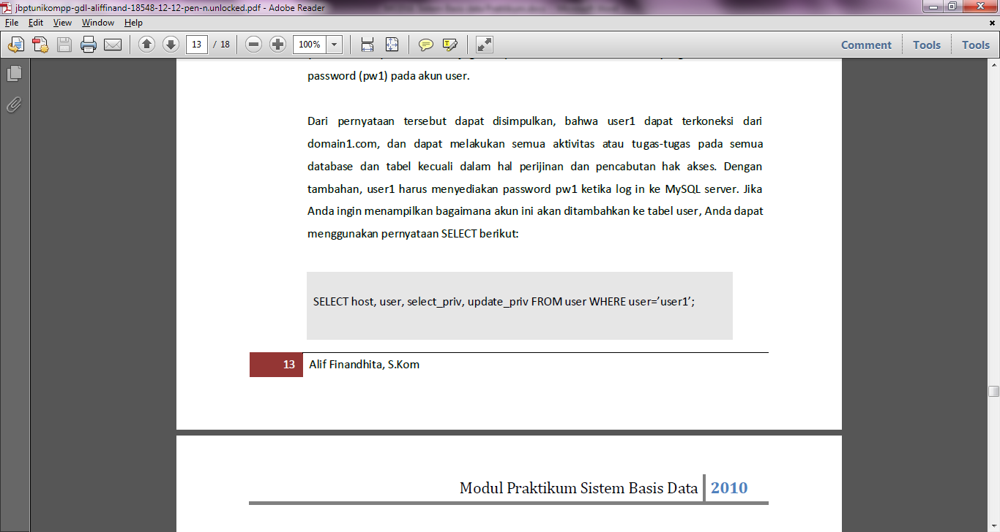 jbptunikompp-gdl-aliffinand-18548-12-12-pen-n.unlocked.pdf - Adobe Reader
File Edit View Window Help
13 / 18 100% Comment Tools Tools
password (pw1) pada akun user.
Dari pernyataan tersebut dapat disimpulkan, bahwa user1 dapat terkoneksi dari
domain1.com, dan dapat melakukan semua aktivitas atau tugas-tugas pada semua
database dan tabel kecuali dalam hal perijinan dan pencabutan hak akses. Dengan
tambahan, user1 harus menyediakan password pw1 ketika log in ke MySQL server. Jika
Anda ingin menampilkan bagaimana akun ini akan ditambahkan ke tabel user, Anda dapat
menggunakan pernyataan SELECT berikut:
SELECT host, user, select_priv, update_priv FROM user WHERE user=’user1’;
13 Alif Finandhita, S.Kom
Modul Praktikum Sistem Basis Data 2010